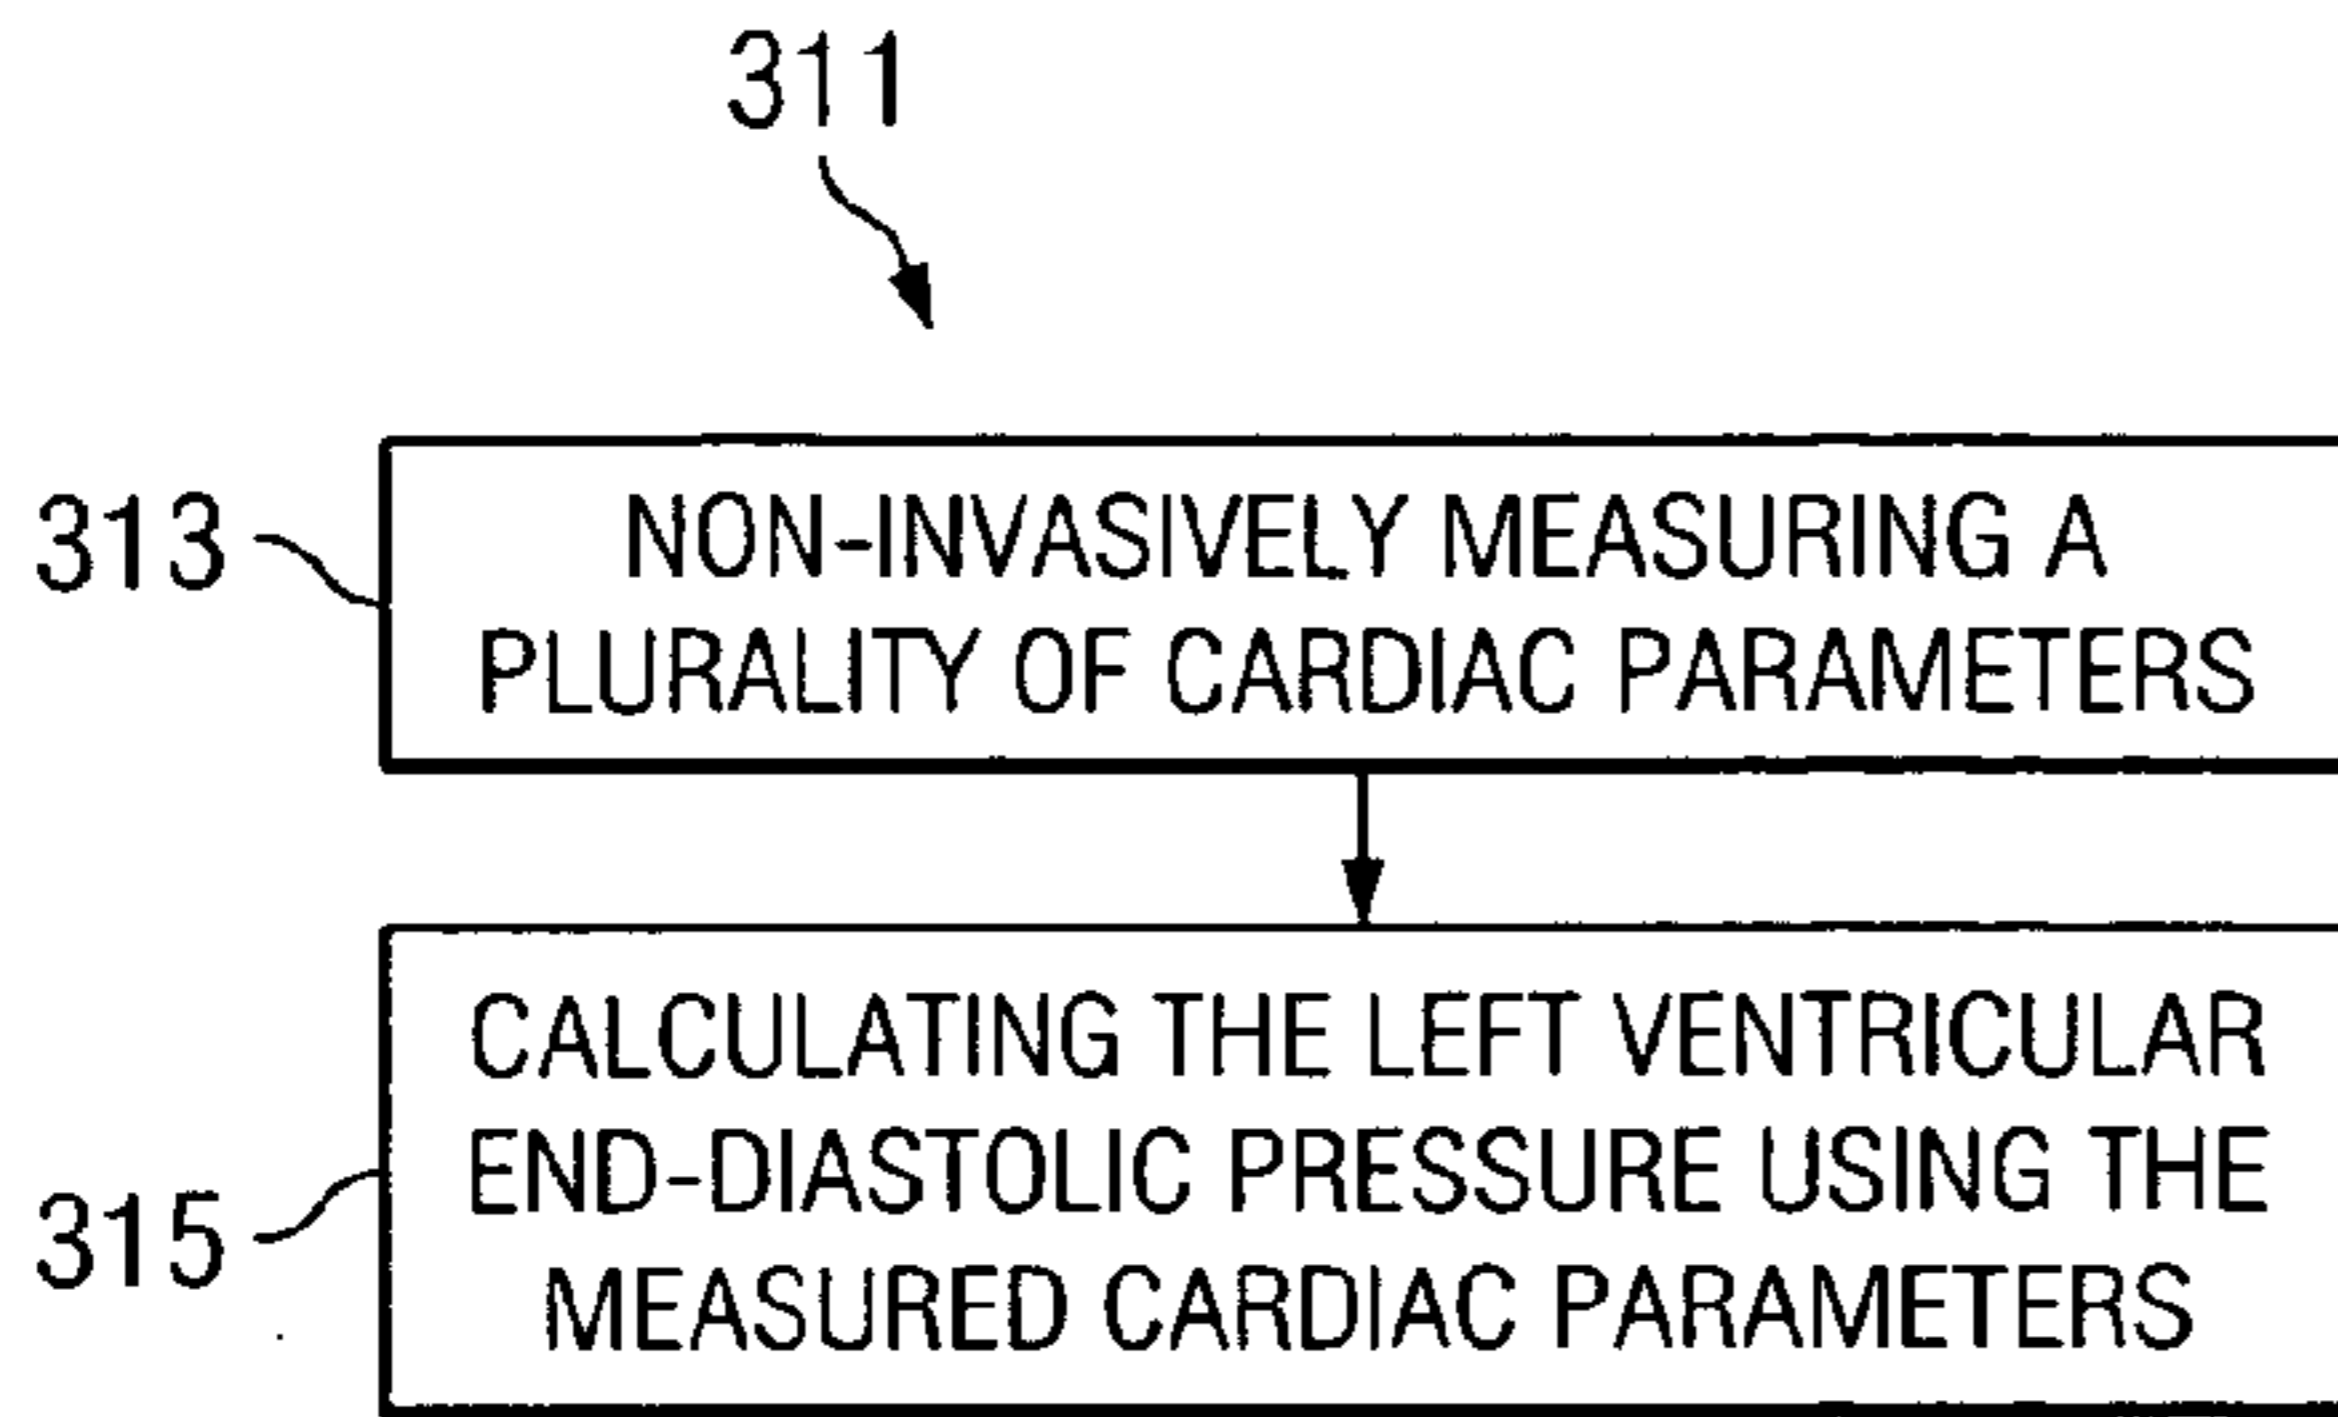 311
313
NON-INVASIVELY MEASURING A
PLURALITY OF CARDIAC PARAMETERS
315
CALCULATING THE LEFT VENTRICULAR
END-DIASTOLIC PRESSURE USING THE
MEASURED CARDIAC PARAMETERS